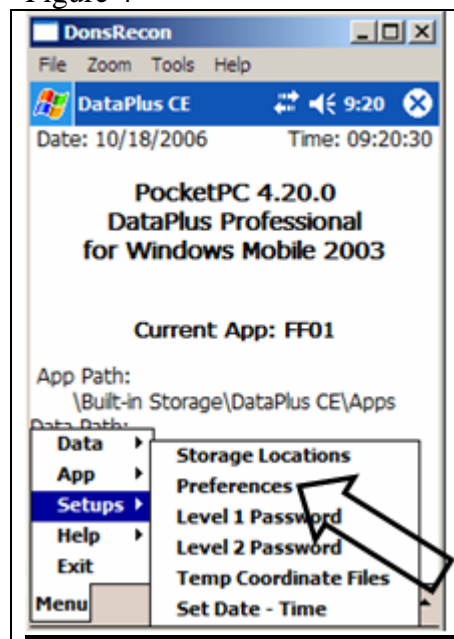 DonsRecon
File Zoom Tools Help
DataPlus CE 9:20
Date: 10/18/2006 Time: 09:20:30
PocketPC 4.20.0
DataPlus Professional
for Windows Mobile 2003
Current App: FF01
App Path:
\Built-in Storage\DataPlus CE\Apps
Data Path:
Data
App
Setups
Help
Exit
Menu
Storage Locations
Preferences
Level 1 Password
Level 2 Password
Temp Coordinate Files
Set Date - Time